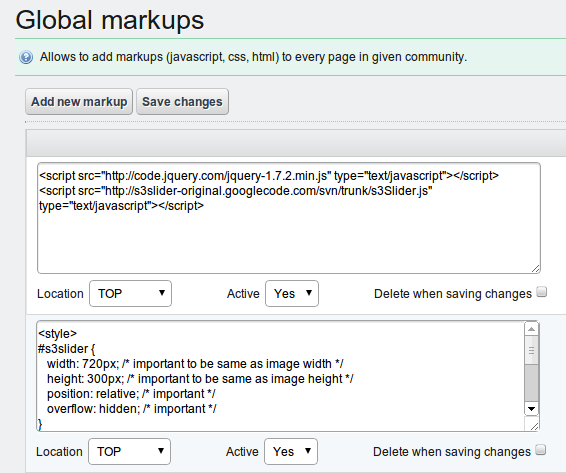 Global markups
Allows to add markups (javascript, css, html) to every page in given community.
Add new markup Save changes
<script src="http://code.jquery.com/jquery-1.7.2.min.js" type="text/javascript"></script>
<script src="http://s3slider-original.googlecode.com/svn/trunk/s3Slider.js"
type="text/javascript"></script>
Location TOP Active Yes Delete when saving changes
<style>
#s3slider {
width: 720px; /* important to be same as image width */
height: 300px; /* important to be same as image height */
position: relative; /* important */
overflow: hidden; /* important */
}
Location TOP Active Yes Delete when saving changes